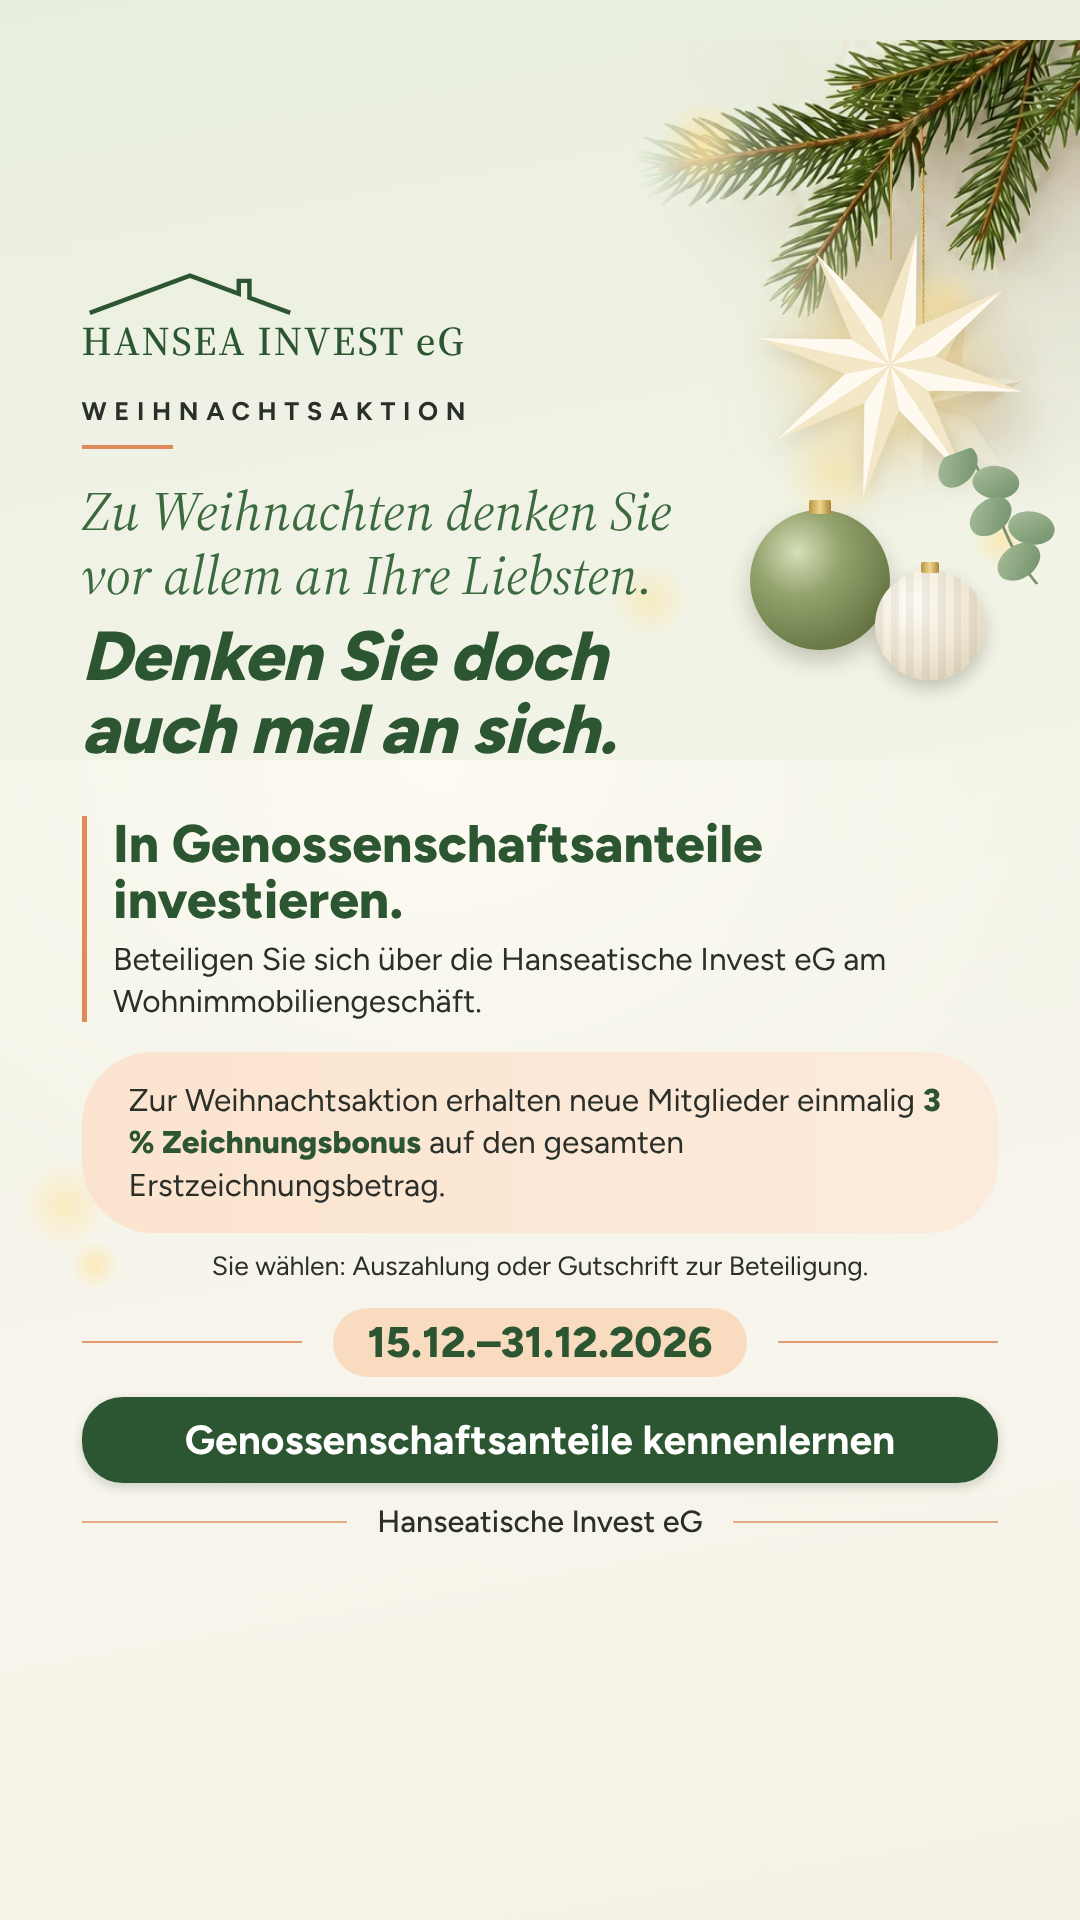 HANSEA INVEST eG
WEIHNACHTSAKTION
Zu Weihnachten denken Sie
vor allem an Ihre Liebsten.
Denken Sie doch
auch mal an sich.
In Genossenschaftsanteile
investieren.
Beteiligen Sie sich über die Hanseatische Invest eG am
Wohnimmobiliengeschäft.
Zur Weihnachtsaktion erhalten neue Mitglieder einmalig 3
% Zeichnungsbonus auf den gesamten
Erstzeichnungsbetrag.
Sie wählen: Auszahlung oder Gutschrift zur Beteiligung.
15.12.–31.12.2026
Genossenschaftsanteile kennenlernen
Hanseatische Invest eG